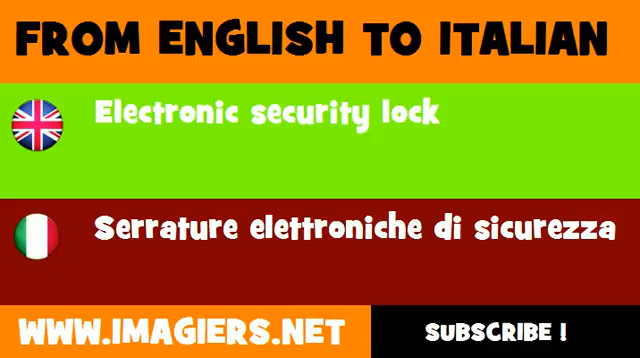 FROM ENGLISH TO ITALIAN
Electronic security lock
Serrature elettroniche di sicurezza
WWW.IMAGIERS.NET
SUBSCRIBE !